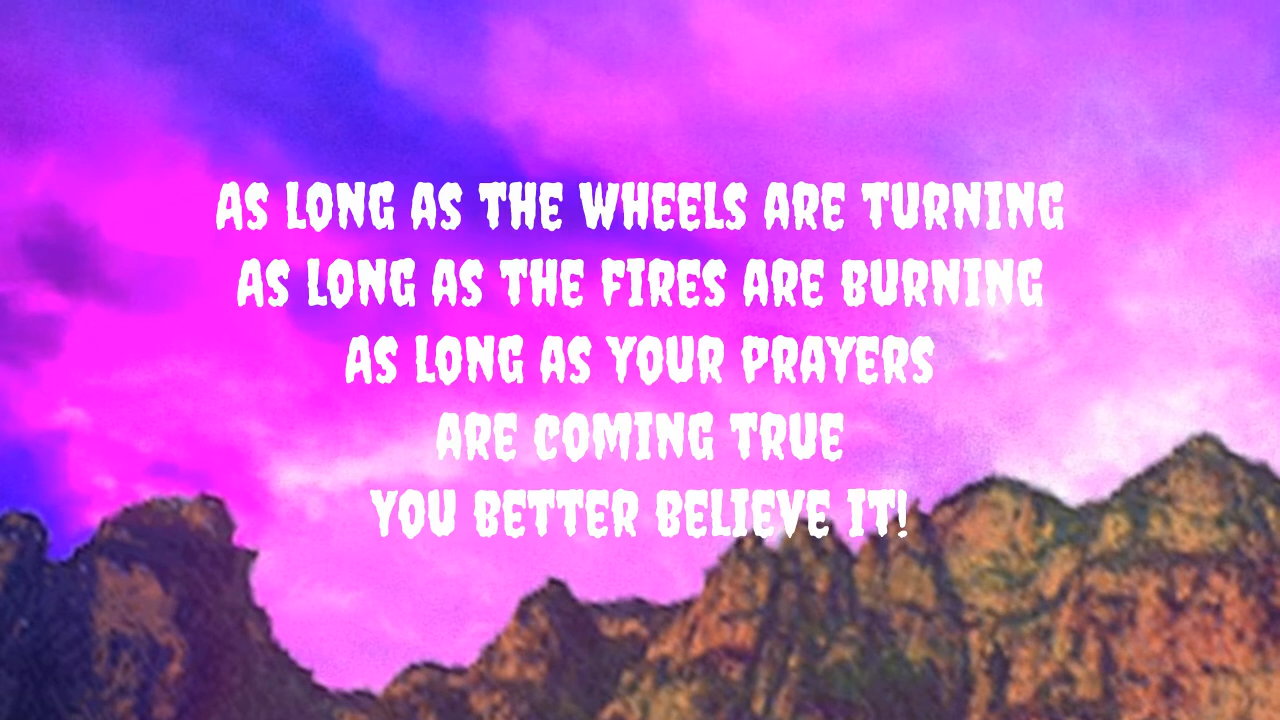 AS LONG AS THE WHEELS ARE TURNING
AS LONG AS THE FIRES ARE BURNING
AS LONG AS YOUR PRAYERS
ARE COMING TRUE
YOU BETTER BELIEVE IT!